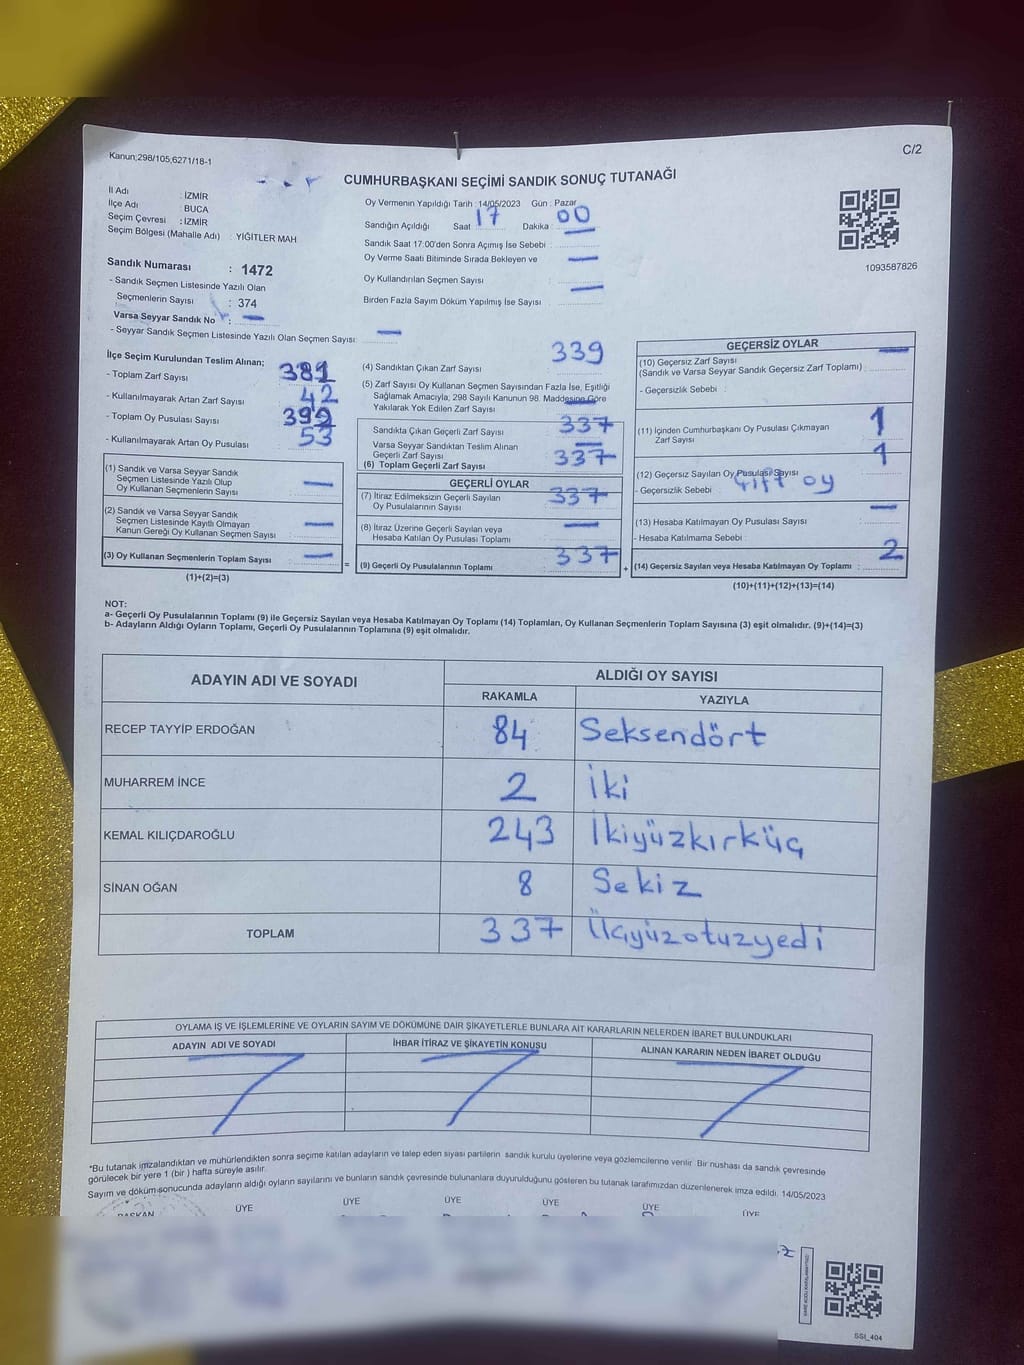 Kanun;298/105,6271/18-1
C/2
CUMHURBAŞKANI SEÇİMİ SANDIK SONUÇ TUTANAĞI
İl Adı : İZMİR
İlçe Adı : BUCA
Seçim Çevresi : İZMİR
Seçim Bölgesi (Mahalle Adı) : YİĞİTLER MAH
Sandık Numarası : 1472
- Sandık Seçmen Listesinde Yazılı Olan
Seçmenlerin Sayısı : 374
Varsa Seyyar Sandık No : —
- Seyyar Sandık Seçmen Listesinde Yazılı Olan Seçmen Sayısı: —
Oy Vermenin Yapıldığı Tarih : 14/05/2023 Gün : Pazar
Sandığın Açıldığı Saat 17 Dakika : 00
Sandık Saat 17:00'den Sonra Açımış İse Sebebi : —
Oy Verme Saati Bitiminde Sırada Bekleyen ve —
Oy Kullandırılan Seçmen Sayısı :
Birden Fazla Sayım Döküm Yapılmış İse Sayısı : —
1093587826
İlçe Seçim Kurulundan Teslim Alınan;
- Toplam Zarf Sayısı 381
- Kullanılmayarak Artan Zarf Sayısı 42
- Toplam Oy Pusulası Sayısı 392
- Kullanılmayarak Artan Oy Pusulası 53
(1) Sandık ve Varsa Seyyar Sandık
Seçmen Listesinde Yazılı Olup
Oy Kullanan Seçmenlerin Sayısı —
(2) Sandık ve Varsa Seyyar Sandık
Seçmen Listesinde Kayıtlı Olmayan
Kanun Gereği Oy Kullanan Seçmen Sayısı —
(3) Oy Kullanan Seçmenlerin Toplam Sayısı —
(1)+(2)=(3)
(4) Sandıktan Çıkan Zarf Sayısı 339
(5) Zarf Sayısı Oy Kullanan Seçmen Sayısından Fazla İse, Eşitliği
Sağlamak Amacıyla, 298 Sayılı Kanunun 98. Maddesine Göre
Yakılarak Yok Edilen Zarf Sayısı —
Sandıkta Çıkan Geçerli Zarf Sayısı 337
Varsa Seyyar Sandıktan Teslim Alınan
Geçerli Zarf Sayısı —
(6) Toplam Geçerli Zarf Sayısı 337
GEÇERLİ OYLAR
(7) İtiraz Edilmeksizin Geçerli Sayılan
Oy Pusulalarının Sayısı 337
(8) İtiraz Üzerine Geçerli Sayılan veya
Hesaba Katılan Oy Pusulası Toplamı —
(9) Geçerli Oy Pusulalarının Toplamı 337
=
+
GEÇERSİZ OYLAR
(10) Geçersiz Zarf Sayısı
(Sandık ve Varsa Seyyar Sandık Geçersiz Zarf Toplamı) : —
- Geçersizlik Sebebi :
(11) İçinden Cumhurbaşkanı Oy Pusulası Çıkmayan
Zarf Sayısı 1
(12) Geçersiz Sayılan Oy Pusulası Sayısı 1
- Geçersizlik Sebebi : Çift oy
(13) Hesaba Katılmayan Oy Pusulası Sayısı —
- Hesaba Katılmama Sebebi :
(14) Geçersiz Sayılan veya Hesaba Katılmayan Oy Toplamı : 2
(10)+(11)+(12)+(13)=(14)
NOT:
a- Geçerli Oy Pusulalarının Toplamı (9) ile Geçersiz Sayılan veya Hesaba Katılmayan Oy Toplamı (14) Toplamları, Oy Kullanan Seçmenlerin Toplam Sayısına (3) eşit olmalıdır. (9)+(14)=(3)
b- Adayların Aldığı Oyların Toplamı, Geçerli Oy Pusulalarının Toplamına (9) eşit olmalıdır.
ADAYIN ADI VE SOYADI
ALDIĞI OY SAYISI
RAKAMLA YAZIYLA
RECEP TAYYİP ERDOĞAN 84 Seksendört
MUHARREM İNCE 2 İki
KEMAL KILIÇDAROĞLU 243 İkiyüzkırküç
SİNAN OĞAN 8 Sekiz
TOPLAM 337 Üçyüzotuzyedi
OYLAMA İŞ VE İŞLEMLERİNE VE OYLARIN SAYIM VE DÖKÜMÜNE DAİR ŞİKAYETLERLE BUNLARA AİT KARARLARIN NELERDEN İBARET BULUNDUKLARI
ADAYIN ADI VE SOYADI
İHBAR İTİRAZ VE ŞİKAYETİN KONUSU
ALINAN KARARIN NEDEN İBARET OLDUĞU
*Bu tutanak imzalandıktan ve mühürlendikten sonra seçime katılan adayların ve talep eden siyasi partilerin sandık kurulu üyelerine veya gözlemcilerine verilir. Bir nushası da sandık çevresinde
görülecek bir yere 1 (bir ) hafta süreyle asılır.
Sayım ve döküm sonucunda adayların aldığı oyların sayılarını ve bunların sandık çevresinde bulunanlara duyurulduğunu gösteren bu tutanak tarafımızdan düzenlenerek imza edildi. 14/05/2023
BAŞKAN ÜYE ÜYE ÜYE ÜYE ÜYE ÜYE
SSI_404